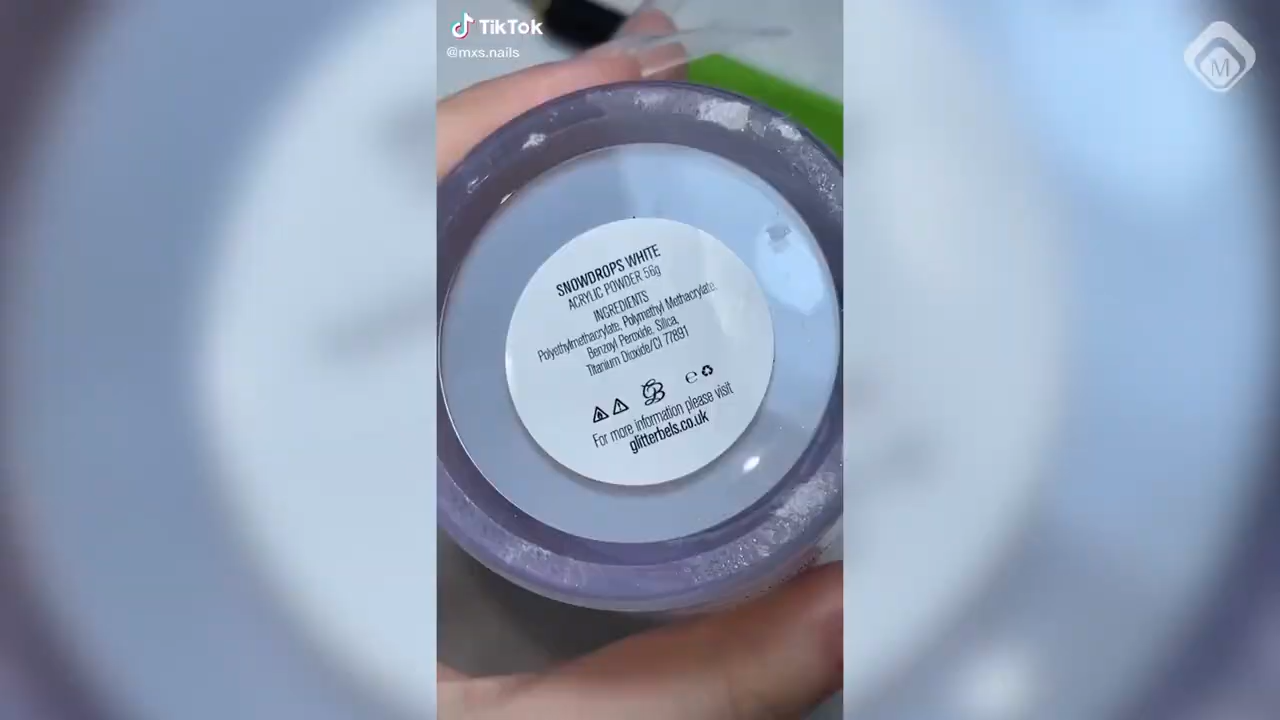 TikTok
@mxs.nails
M
SNOWDROPS WHITE
ACRYLIC POWDER 56g
INGREDIENTS
Polyethylmethacrylate, Polymethyl Methacrylate,
Benzoyl Peroxide, Silica,
Titanium Dioxide/CI 77891
GB
e
For more information please visit
glitterbels.co.uk